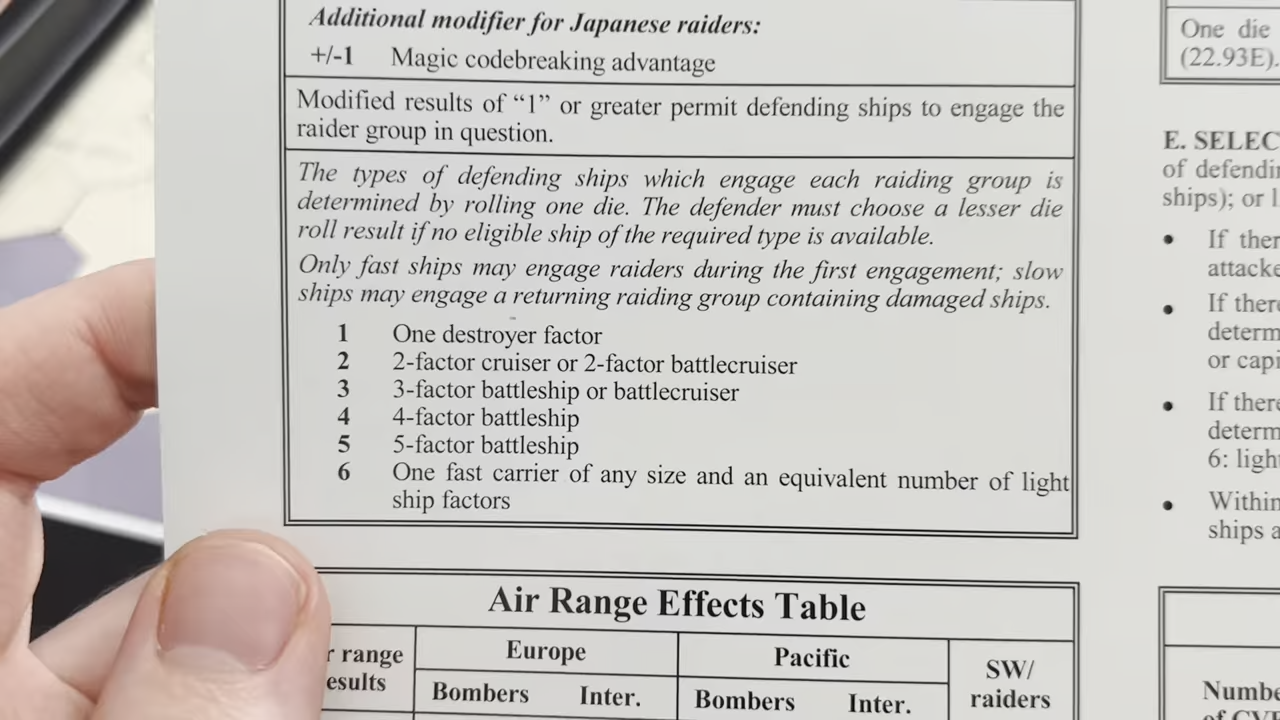 Additional modifier for Japanese raiders:
+/-1 Magic codebreaking advantage
Modified results of “1” or greater permit defending ships to engage the
raider group in question.
The types of defending ships which engage each raiding group is
determined by rolling one die. The defender must choose a lesser die
roll result if no eligible ship of the required type is available.
Only fast ships may engage raiders during the first engagement; slow
ships may engage a returning raiding group containing damaged ships.
1 One destroyer factor
2 2-factor cruiser or 2-factor battlecruiser
3 3-factor battleship or battlecruiser
4 4-factor battleship
5 5-factor battleship
6 One fast carrier of any size and an equivalent number of light
ship factors
Air Range Effects Table
range
Europe
Pacific
SW/
raiders
Bombers Inter.
Bombers Inter.
One die
(22.93E).
E.
of
ships); or
• If
• If
or
• If
6:
• Within
ships